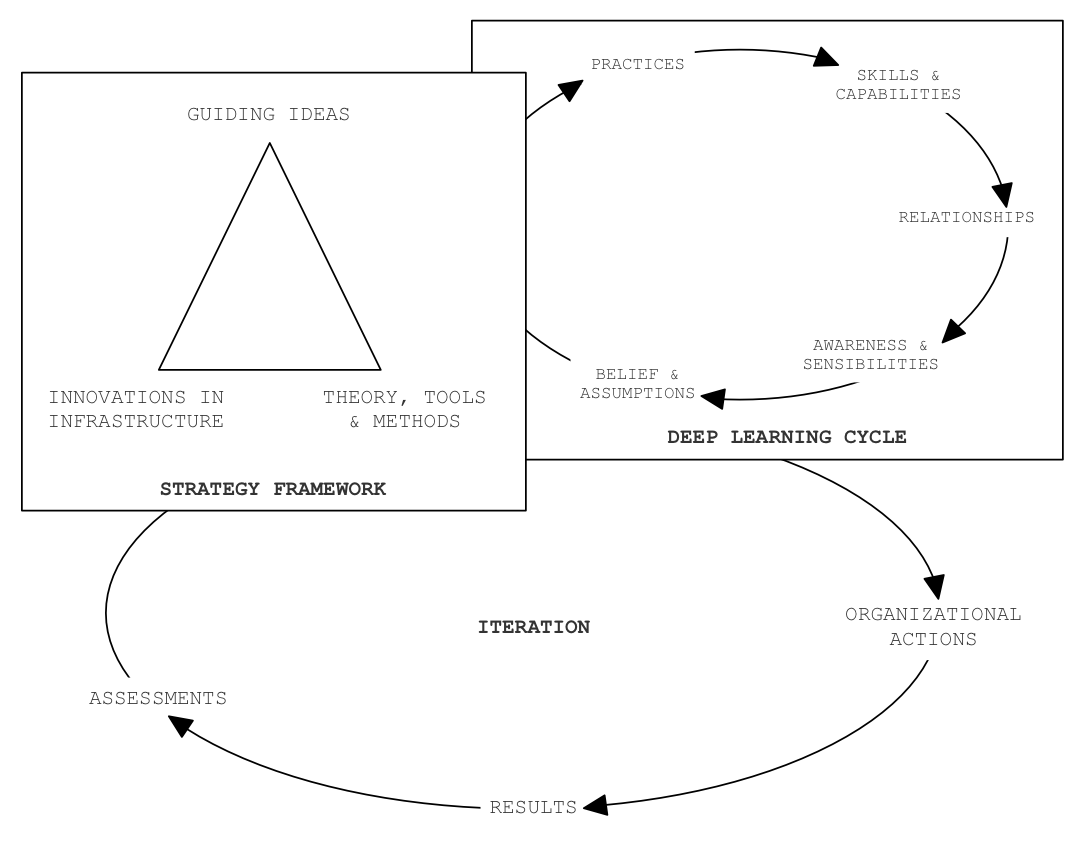 PRACTICES
SKILLS &
CAPABILITIES
RELATIONSHIPS
AWARENESS &
SENSIBILITIES
BELIEF &
ASSUMPTIONS
DEEP LEARNING CYCLE
GUIDING IDEAS
INNOVATIONS IN
INFRASTRUCTURE
THEORY, TOOLS
& METHODS
STRATEGY FRAMEWORK
ITERATION
ORGANIZATIONAL
ACTIONS
RESULTS
ASSESSMENTS